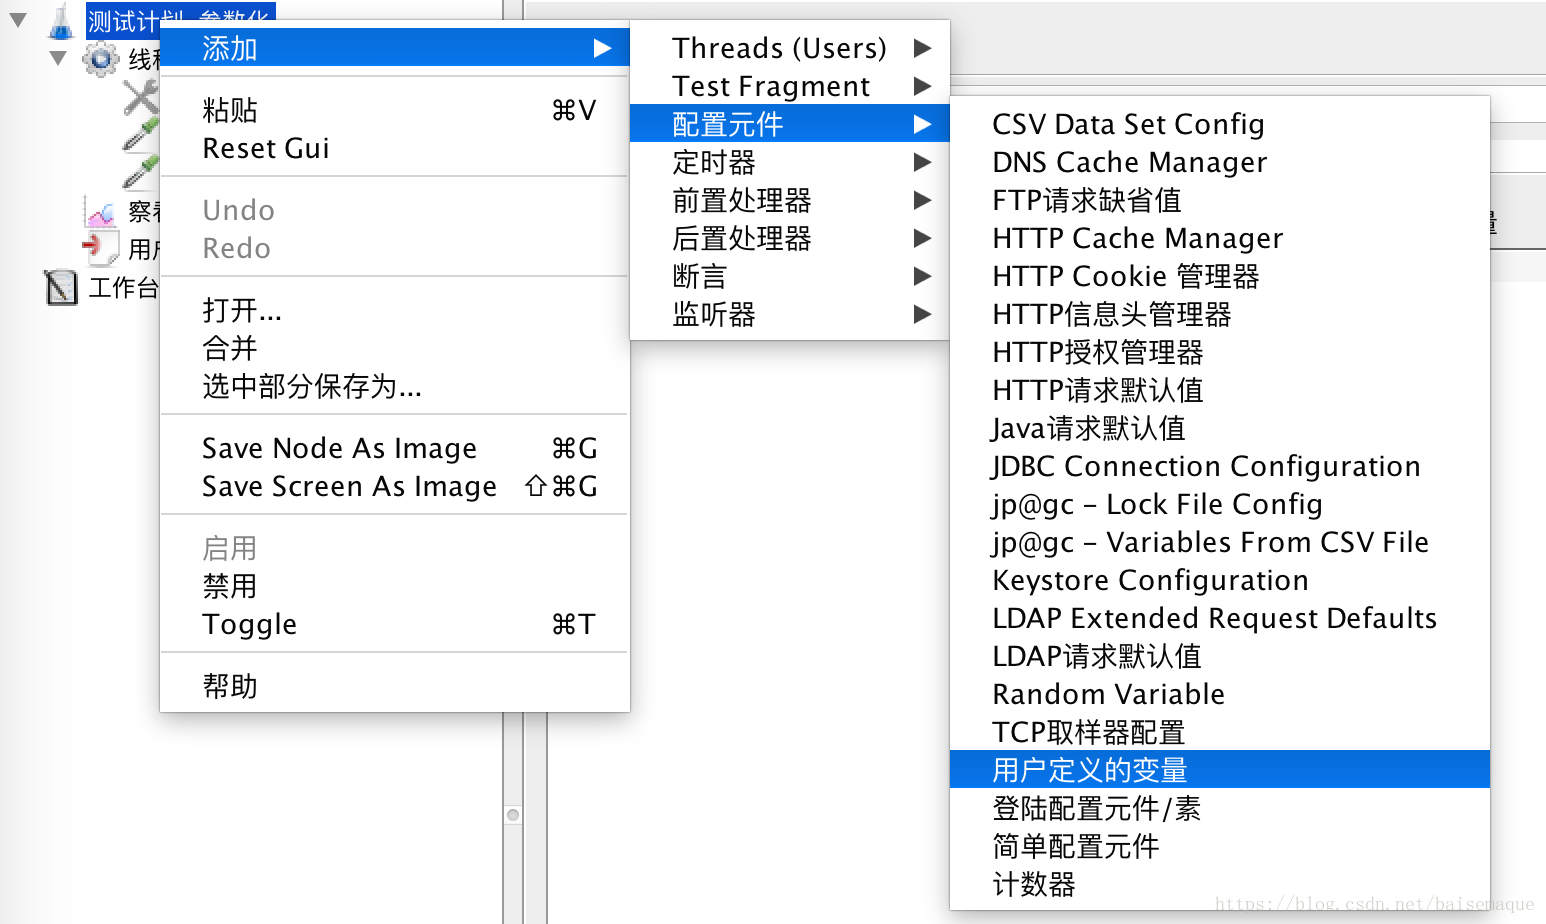 测试计划 参数化
线程
察看
用户
工作台
添加
粘贴 ⌘V
Reset Gui
Undo
Redo
打开...
合并
选中部分保存为...
Save Node As Image ⌘G
Save Screen As Image ⇧⌘G
启用
禁用
Toggle ⌘T
帮助
Threads (Users)
Test Fragment
配置元件
定时器
前置处理器
后置处理器
断言
监听器
CSV Data Set Config
DNS Cache Manager
FTP请求缺省值
HTTP Cache Manager
HTTP Cookie 管理器
HTTP信息头管理器
HTTP授权管理器
HTTP请求默认值
Java请求默认值
JDBC Connection Configuration
jp@gc - Lock File Config
jp@gc - Variables From CSV File
Keystore Configuration
LDAP Extended Request Defaults
LDAP请求默认值
Random Variable
TCP取样器配置
用户定义的变量
登陆配置元件/素
简单配置元件
计数器
https://blog.csdn.net/baisemaque